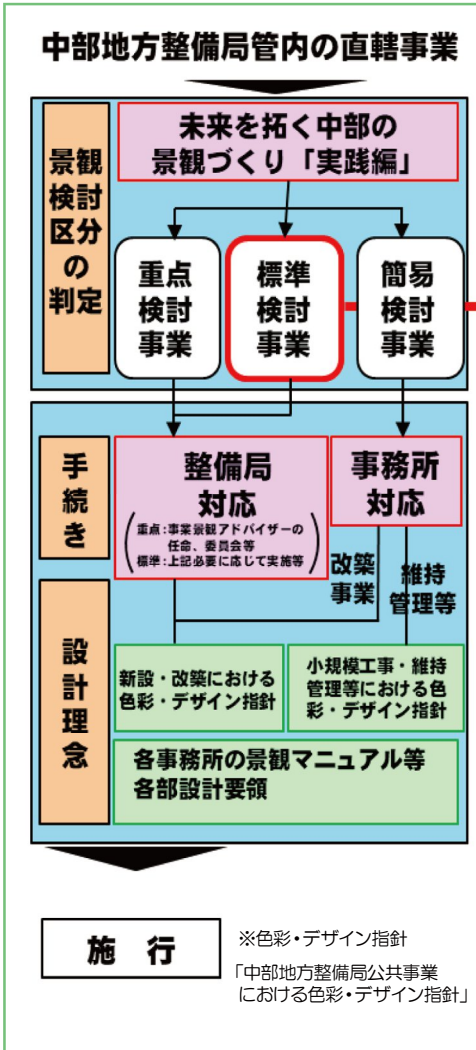 中部地方整備局管内の直轄事業
景観
検討
区分
の
判定
未来を拓く中部の
景観づくり「実践編」
重点
検討
事業
標準
検討
事業
簡易
検討
事業
手
続
き
整備局
対応
重点:事業景観アドバイザーの
任命、委員会等
標準:上記必要に応じて実施等
事務所
対応
改築
事業
維持
管理等
設
計
理
念
新設・改築における
色彩・デザイン指針
小規模工事・維持
管理等における色
彩・デザイン指針
各事務所の景観マニュアル等
各部設計要領
施 行
※色彩・デザイン指針
「中部地方整備局公共事業
における色彩・デザイン指針」